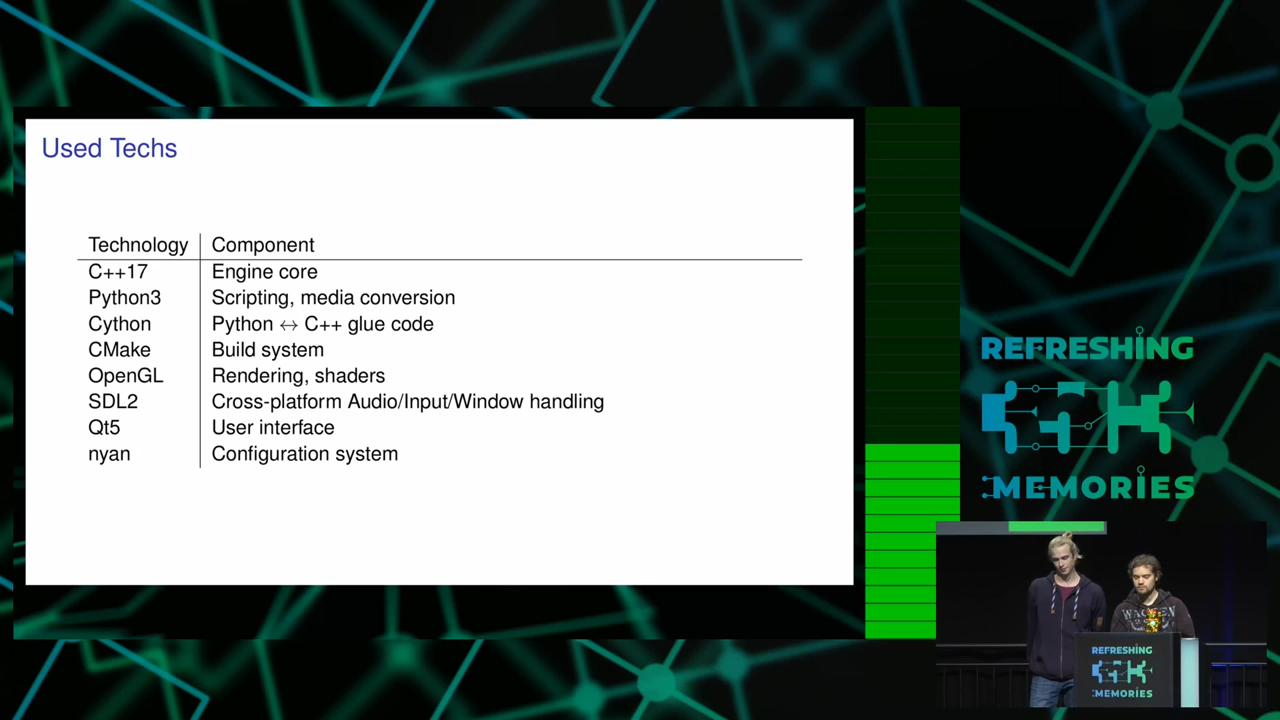 Used Techs
Technology Component
C++17 Engine core
Python3 Scripting, media conversion
Cython Python ↔ C++ glue code
CMake Build system
OpenGL Rendering, shaders
SDL2 Cross-platform Audio/Input/Window handling
Qt5 User interface
nyan Configuration system
REFRESHING
MEMORIES
WACKEN
REFRESHING
MEMORIES